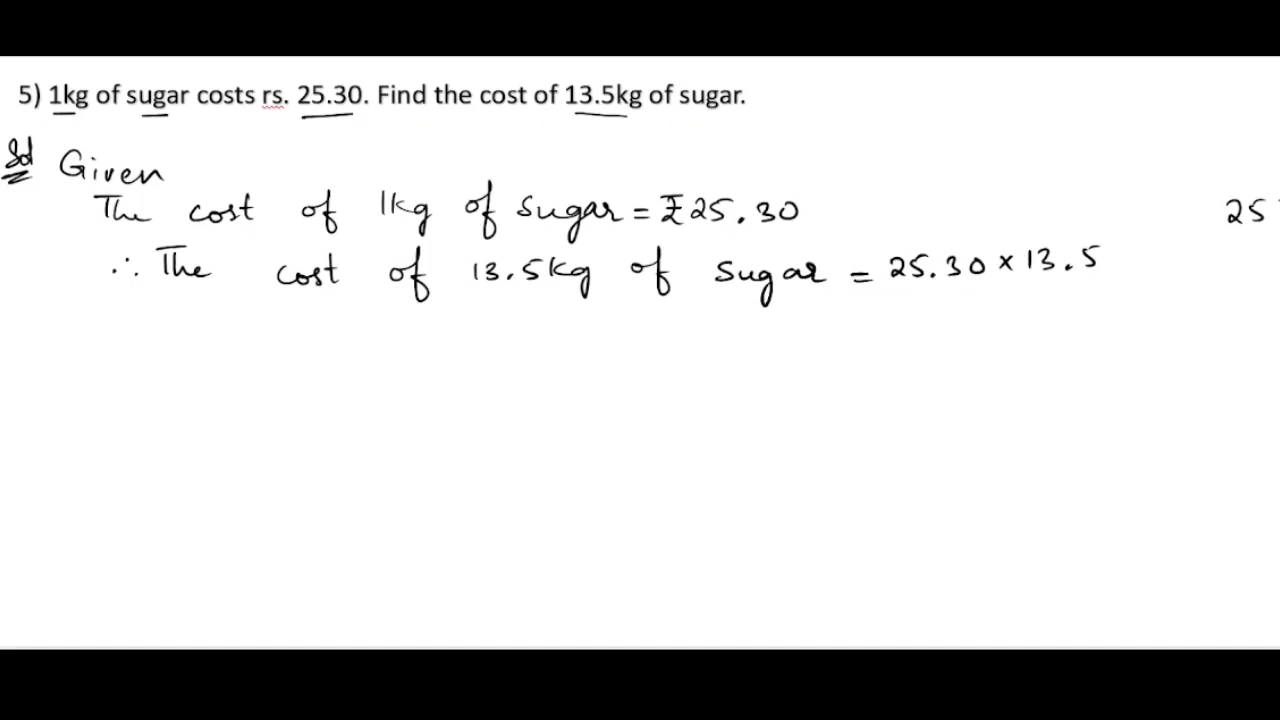 5) 1kg of sugar costs rs. 25.30. Find the cost of 13.5kg of sugar.
Sol Given
The cost of 1kg of sugar = ₹25.30
25
∴ The cost of 13.5kg of sugar = 25.30 × 13.5